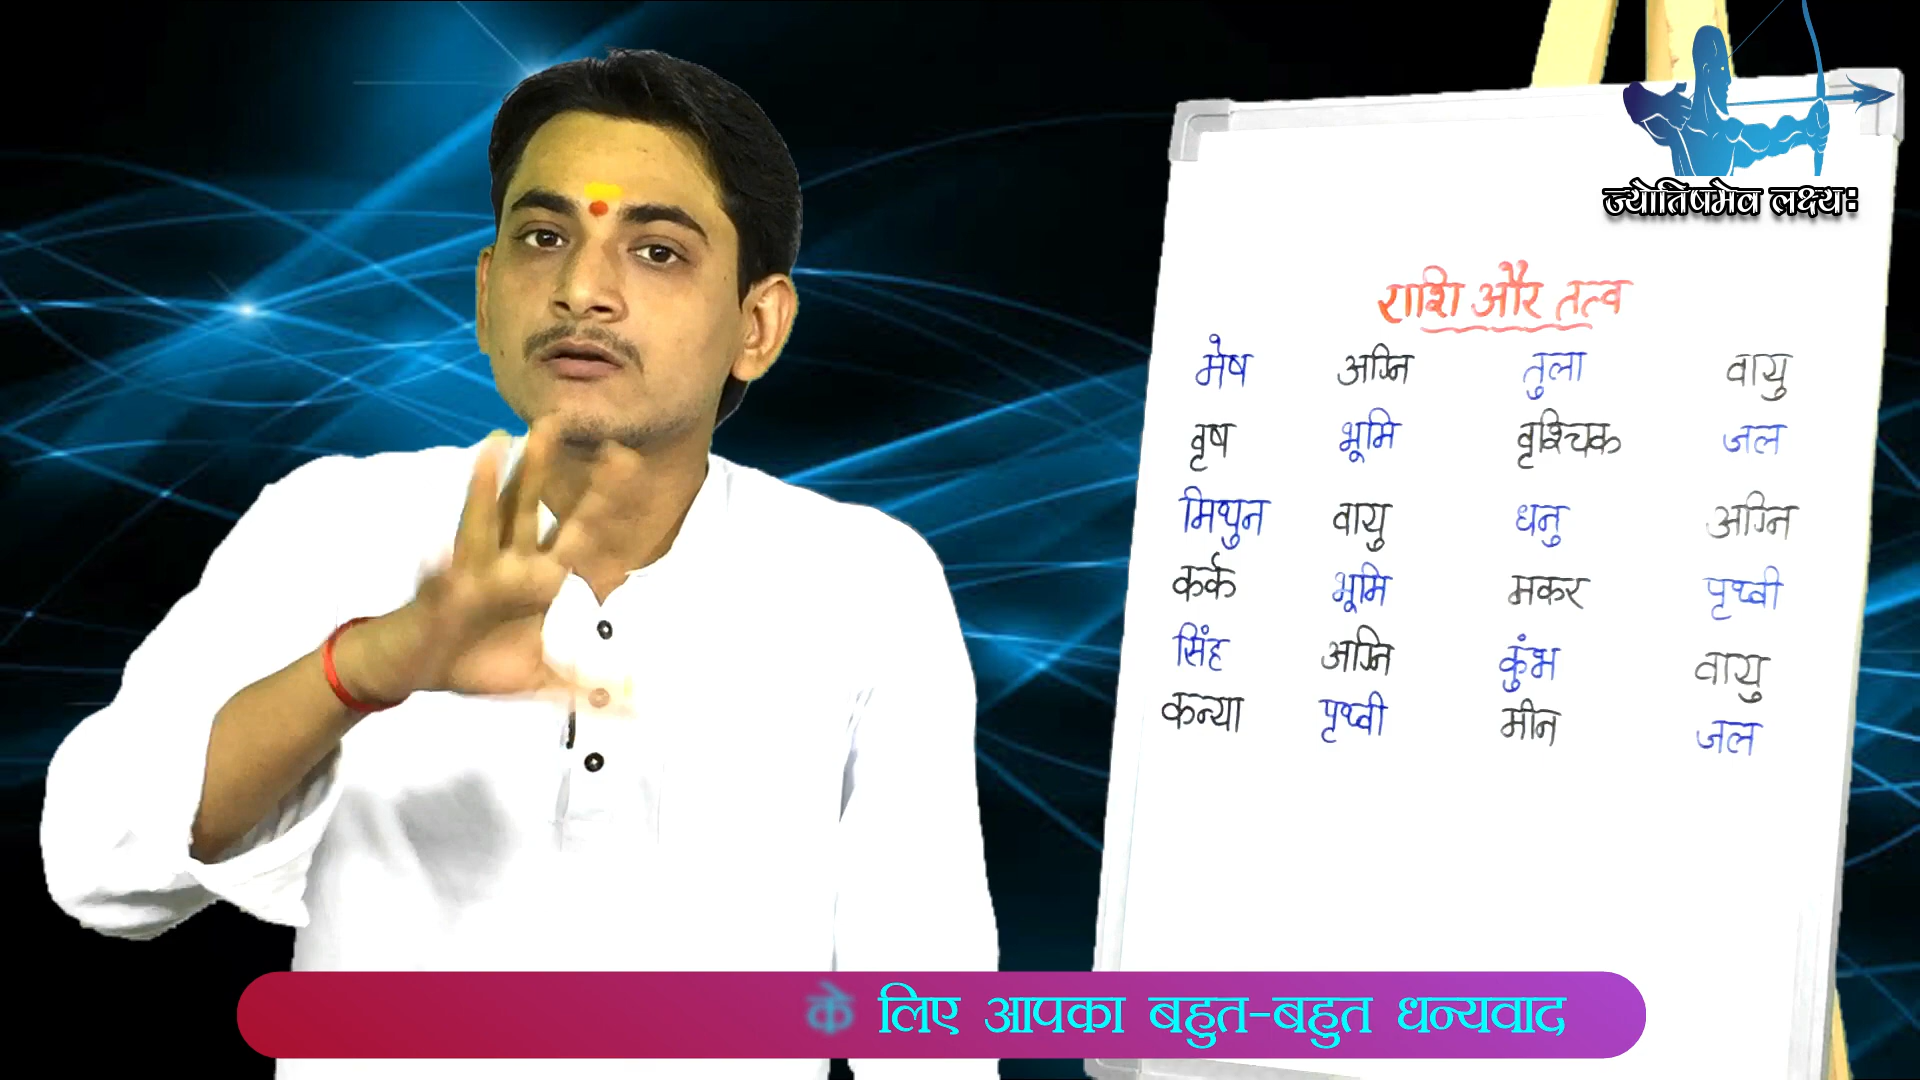 ज्योतिषमेव लक्ष्यः
राशि और तत्व
मेष अग्नि तुला वायु
वृष भूमि वृश्चिक जल
मिथुन वायु धनु अग्नि
कर्क भूमि मकर पृथ्वी
सिंह अग्नि कुंभ वायु
कन्या पृथ्वी मीन जल
के लिए आपका बहुत-बहुत धन्यवाद